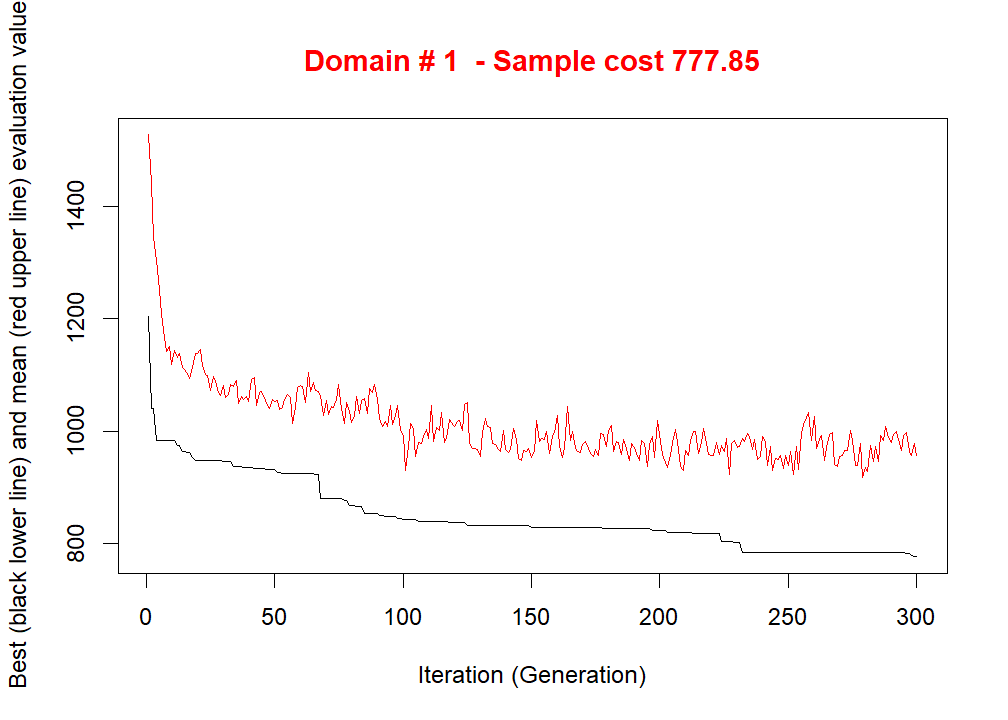 Domain # 1  - Sample cost 777.85
Best (black lower line) and mean (red upper line) evaluation value
1400
1200
1000
800
0 50 100 150 200 250 300
Iteration (Generation)